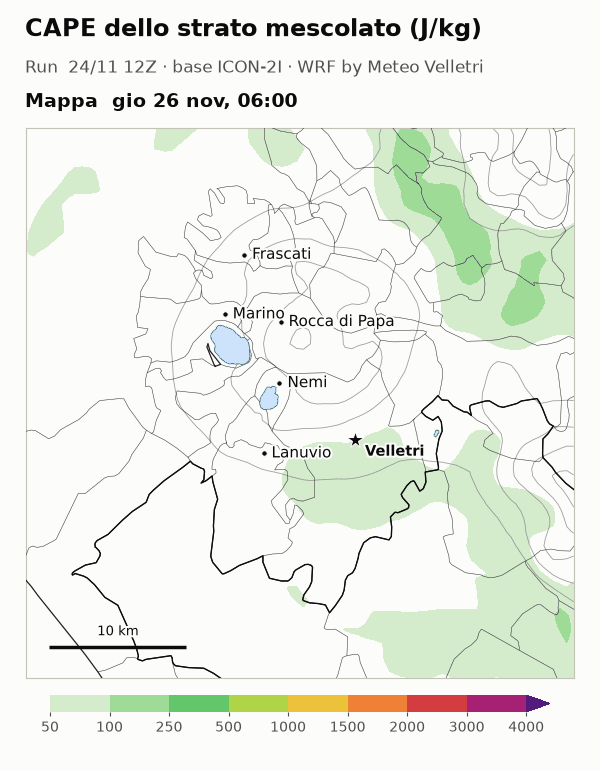 CAPE dello strato mescolato (J/kg)
Run  24/11 12Z · base ICON-2I · WRF by Meteo Velletri
Mappa  gio 26 nov, 06:00
Frascati
Marino
Rocca di Papa
Nemi
Velletri
Lanuvio
10 km
50 100 250 500 1000 1500 2000 3000 4000